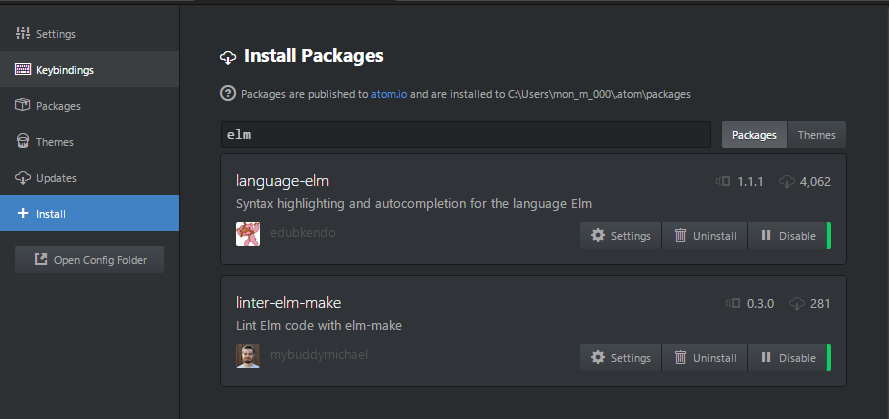 Settings
Keybindings
Packages
Themes
Updates
Install
Open Config Folder
Install Packages
Packages are published to atom.io and are installed to C:\Users\mon_m_000\.atom\packages
elm
Packages Themes
language-elm 1.1.1 4,062
Syntax highlighting and autocompletion for the language Elm
edubkendo Settings Uninstall Disable
linter-elm-make 0.3.0 281
Lint Elm code with elm-make
mybuddymichael Settings Uninstall Disable